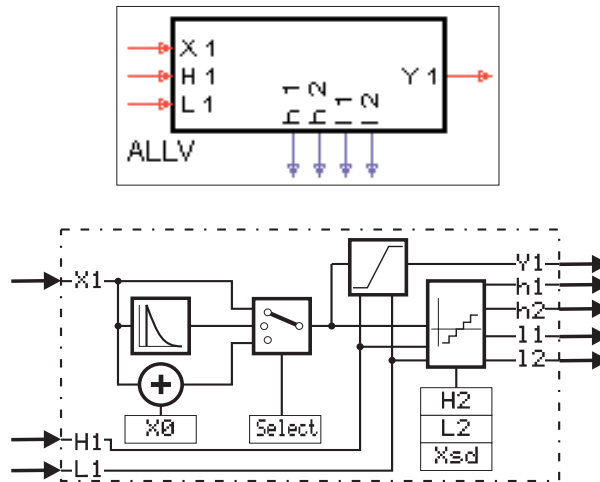 X 1
H 1
L 1
Y 1
h 1
h 2
l 1
l 2
ALLV
X1
Y1
h1
h2
l1
l2
X0
Select
H2
L2
Xsd
H1
L1